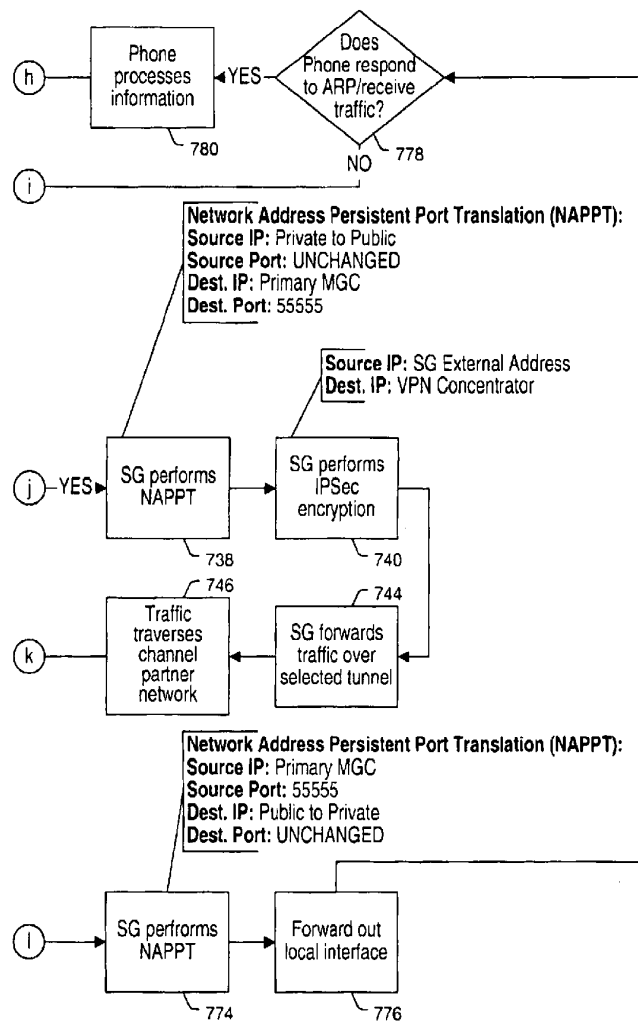 Does
Phone respond
to ARP/receive
traffic?
778
YES
Phone
processes
information
780
h
NO
i
Network Address Persistent Port Translation (NAPPT):
Source IP: Private to Public
Source Port: UNCHANGED
Dest. IP: Primary MGC
Dest. Port: 55555
Source IP: SG External Address
Dest. IP: VPN Concentrator
j
YES
SG performs
NAPPT
738
SG performs
IPSec
encryption
740
746
744
k
Traffic
traverses
channel
partner
network
SG forwards
traffic over
selected tunnel
Network Address Persistent Port Translation (NAPPT):
Source IP: Primary MGC
Source Port: 55555
Dest. IP: Public to Private
Dest. Port: UNCHANGED
l
SG perfroms
NAPPT
774
Forward out
local interface
776